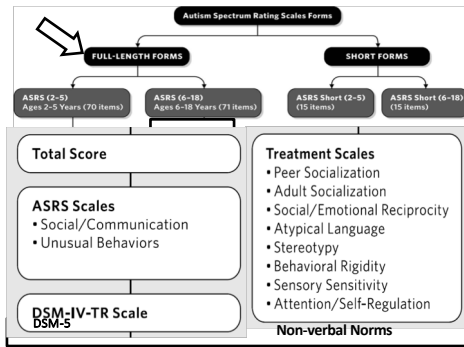 Autism Spectrum Rating Scales Forms
FULL-LENGTH FORMS
SHORT FORMS
ASRS (2–5)
Ages 2–5 Years (70 items)
ASRS (6–18)
Ages 6–18 Years (71 items)
ASRS Short (2–5)
(15 items)
ASRS Short (6–18)
(15 items)
Total Score
ASRS Scales
• Social/Communication
• Unusual Behaviors
DSM-IV-TR Scale
DSM-5
Treatment Scales
• Peer Socialization
• Adult Socialization
• Social/Emotional Reciprocity
• Atypical Language
• Stereotypy
• Behavioral Rigidity
• Sensory Sensitivity
• Attention/Self-Regulation
Non-verbal Norms